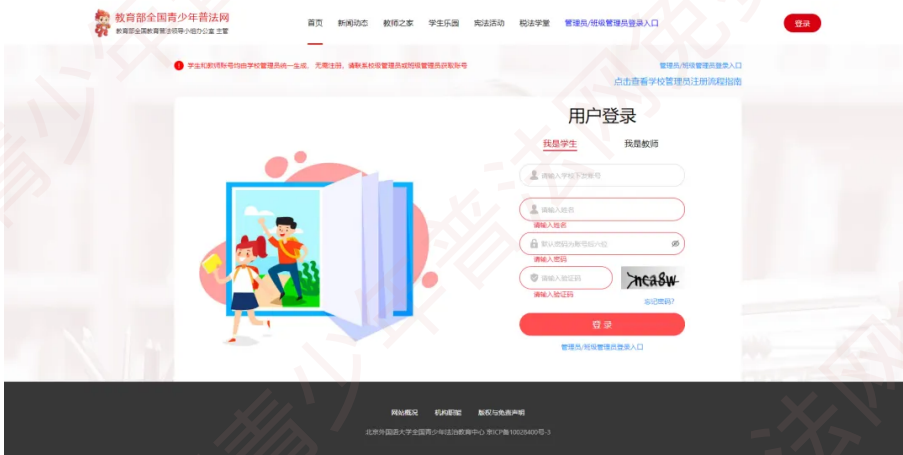 教育部全国青少年普法网
教育部全国教育普法领导小组办公室 主管
首页 新闻动态 教师之家 学生乐园 宪法活动 税法学堂 管理员/班级管理员登录入口
登录
学生和教师账号均由学校管理员统一生成, 无需注册, 请联系校级管理员或班级管理员获取账号
管理员/班级管理员登录入口
点击查看学校管理员注册流程指南
用户登录
我是学生 我是教师
请输入学校下发账号
请输入姓名
请输入姓名
默认密码为账号后六位
请输入密码
请输入验证码
请输入验证码
忘记密码?
登 录
管理员/班级管理员登录入口
网站概况 机构职能 版权与免责声明
北京外国语大学全国青少年法治教育中心 京ICP备10028400号-3